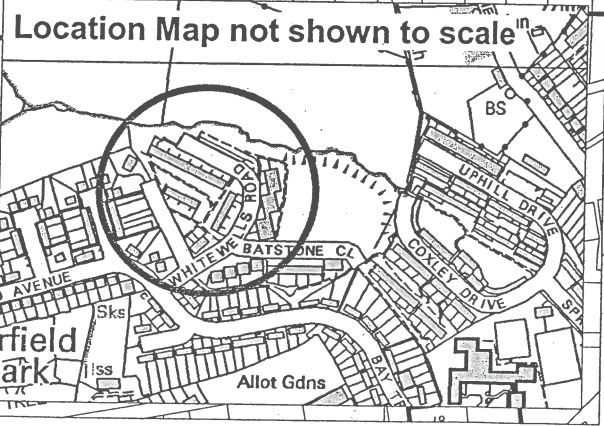 Location Map not shown to scale
BS
UPHILL DRIVE
WHITEWELLS ROAD
BATSTONE CL
COXLEY DRIVE
AVENUE
Sks
rfield
ark
Allot Gdns
BAY T